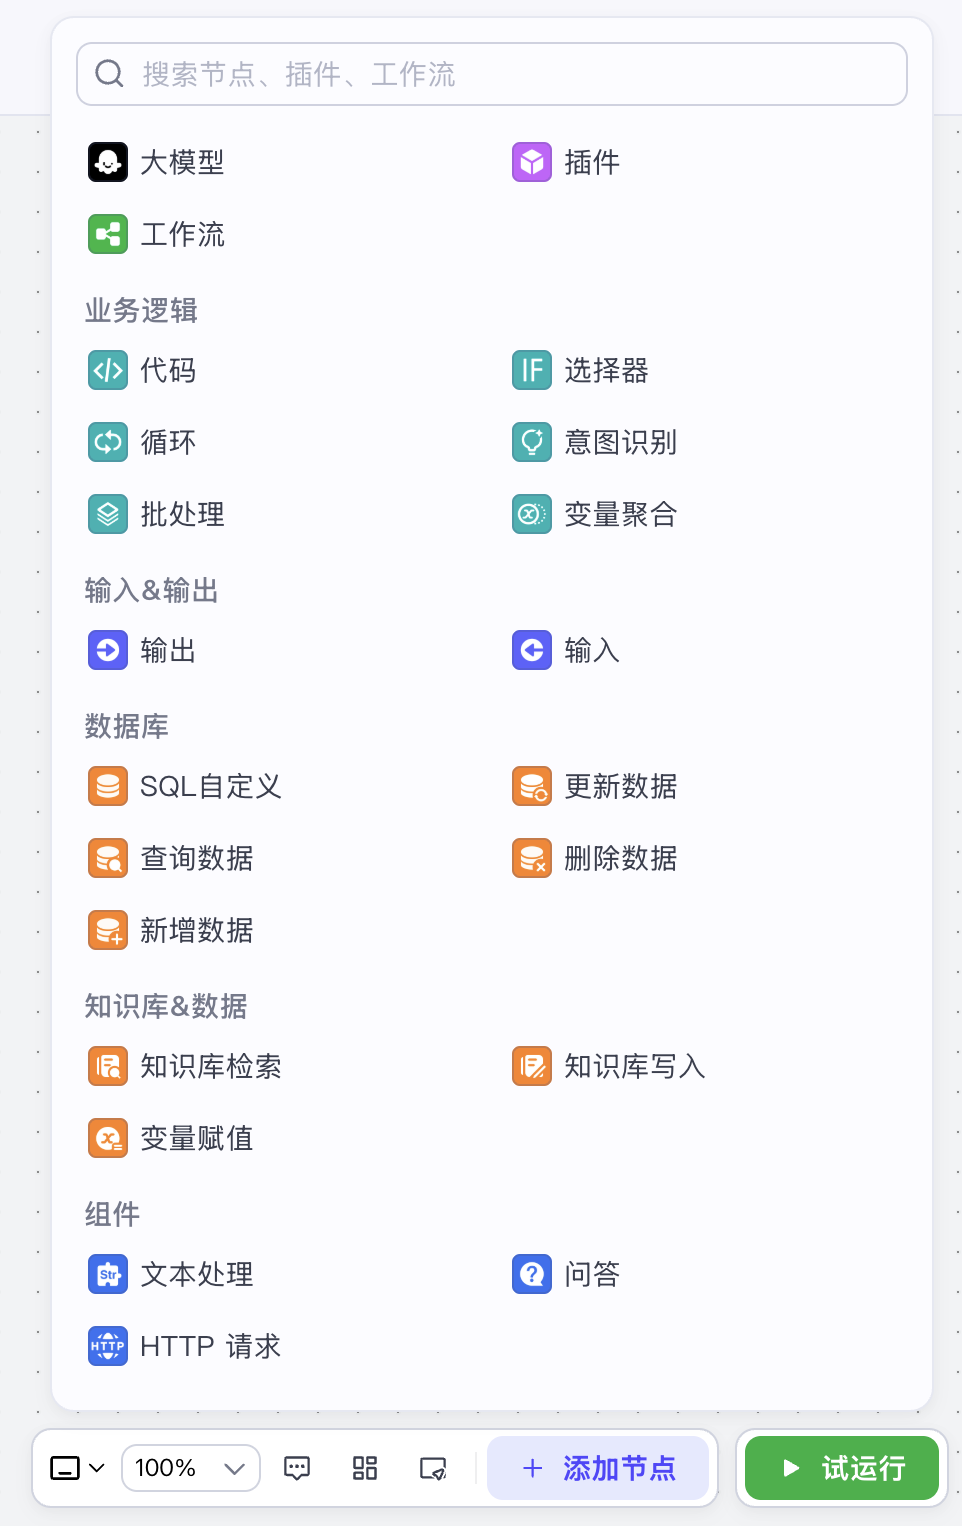 搜索节点、插件、工作流
大模型 插件
工作流
业务逻辑
代码 IF 选择器
循环 意图识别
批处理 变量聚合
输入&输出
输出 输入
数据库
SQL自定义 更新数据
查询数据 删除数据
新增数据
知识库&数据
知识库检索 知识库写入
变量赋值
组件
Str 文本处理 ? 问答
HTTP HTTP 请求
100% + 添加节点 试运行